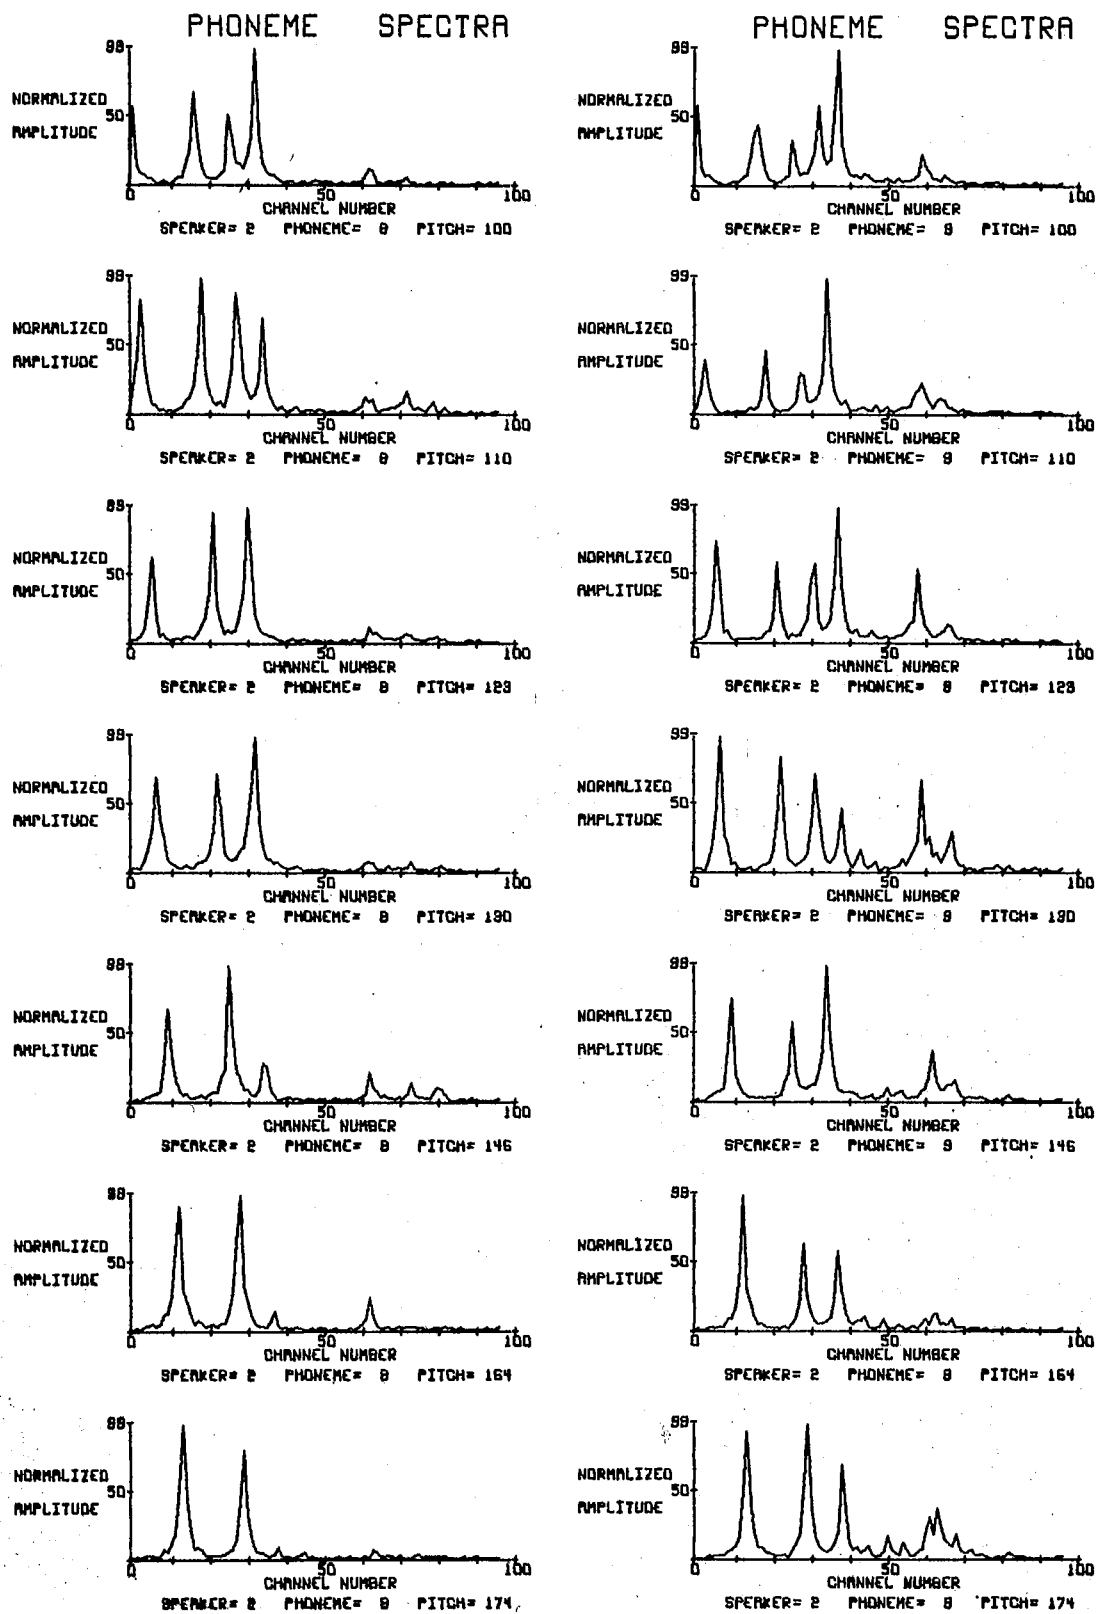 PHONEME SPECTRA
99
NORMALIZED
50
AMPLITUDE
0 50 100
CHANNEL NUMBER
SPEAKER= 2 PHONEME= 8 PITCH= 100
99
NORMALIZED
50
AMPLITUDE
0 50 100
CHANNEL NUMBER
SPEAKER= 2 PHONEME= 8 PITCH= 110
99
NORMALIZED
50
AMPLITUDE
0 50 100
CHANNEL NUMBER
SPEAKER= 2 PHONEME= 8 PITCH= 123
99
NORMALIZED
50
AMPLITUDE
0 50 100
CHANNEL NUMBER
SPEAKER= 2 PHONEME= 8 PITCH= 130
99
NORMALIZED
50
AMPLITUDE
0 50 100
CHANNEL NUMBER
SPEAKER= 2 PHONEME= 8 PITCH= 146
99
NORMALIZED
50
AMPLITUDE
0 50 100
CHANNEL NUMBER
SPEAKER= 2 PHONEME= 8 PITCH= 164
99
NORMALIZED
50
AMPLITUDE
0 50 100
CHANNEL NUMBER
SPEAKER= 2 PHONEME= 8 PITCH= 174
PHONEME SPECTRA
99
NORMALIZED
50
AMPLITUDE
0 50 100
CHANNEL NUMBER
SPEAKER= 2 PHONEME= 9 PITCH= 100
99
NORMALIZED
50
AMPLITUDE
0 50 100
CHANNEL NUMBER
SPEAKER= 2 PHONEME= 9 PITCH= 110
99
NORMALIZED
50
AMPLITUDE
0 50 100
CHANNEL NUMBER
SPEAKER= 2 PHONEME= 9 PITCH= 123
99
NORMALIZED
50
AMPLITUDE
0 50 100
CHANNEL NUMBER
SPEAKER= 2 PHONEME= 9 PITCH= 130
99
NORMALIZED
50
AMPLITUDE
0 50 100
CHANNEL NUMBER
SPEAKER= 2 PHONEME= 9 PITCH= 146
99
NORMALIZED
50
AMPLITUDE
0 50 100
CHANNEL NUMBER
SPEAKER= 2 PHONEME= 9 PITCH= 164
99
NORMALIZED
50
AMPLITUDE
0 50 100
CHANNEL NUMBER
SPEAKER= 2 PHONEME= 9 PITCH= 174